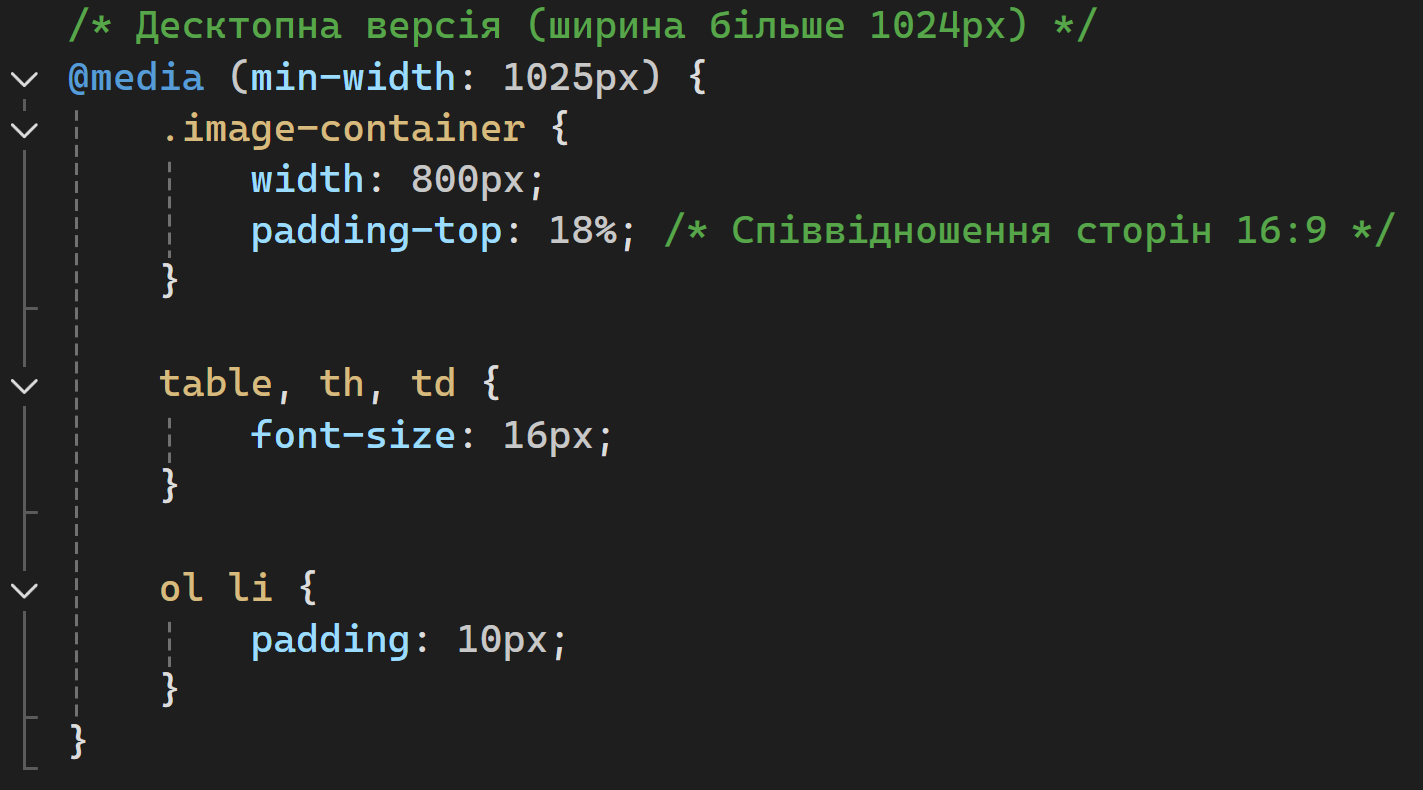 /* Десктопна версія (ширина більше 1024px) */
@media (min-width: 1025px) {
.image-container {
width: 800px;
padding-top: 18%; /* Співвідношення сторін 16:9 */
}
table, th, td {
font-size: 16px;
}
ol li {
padding: 10px;
}
}